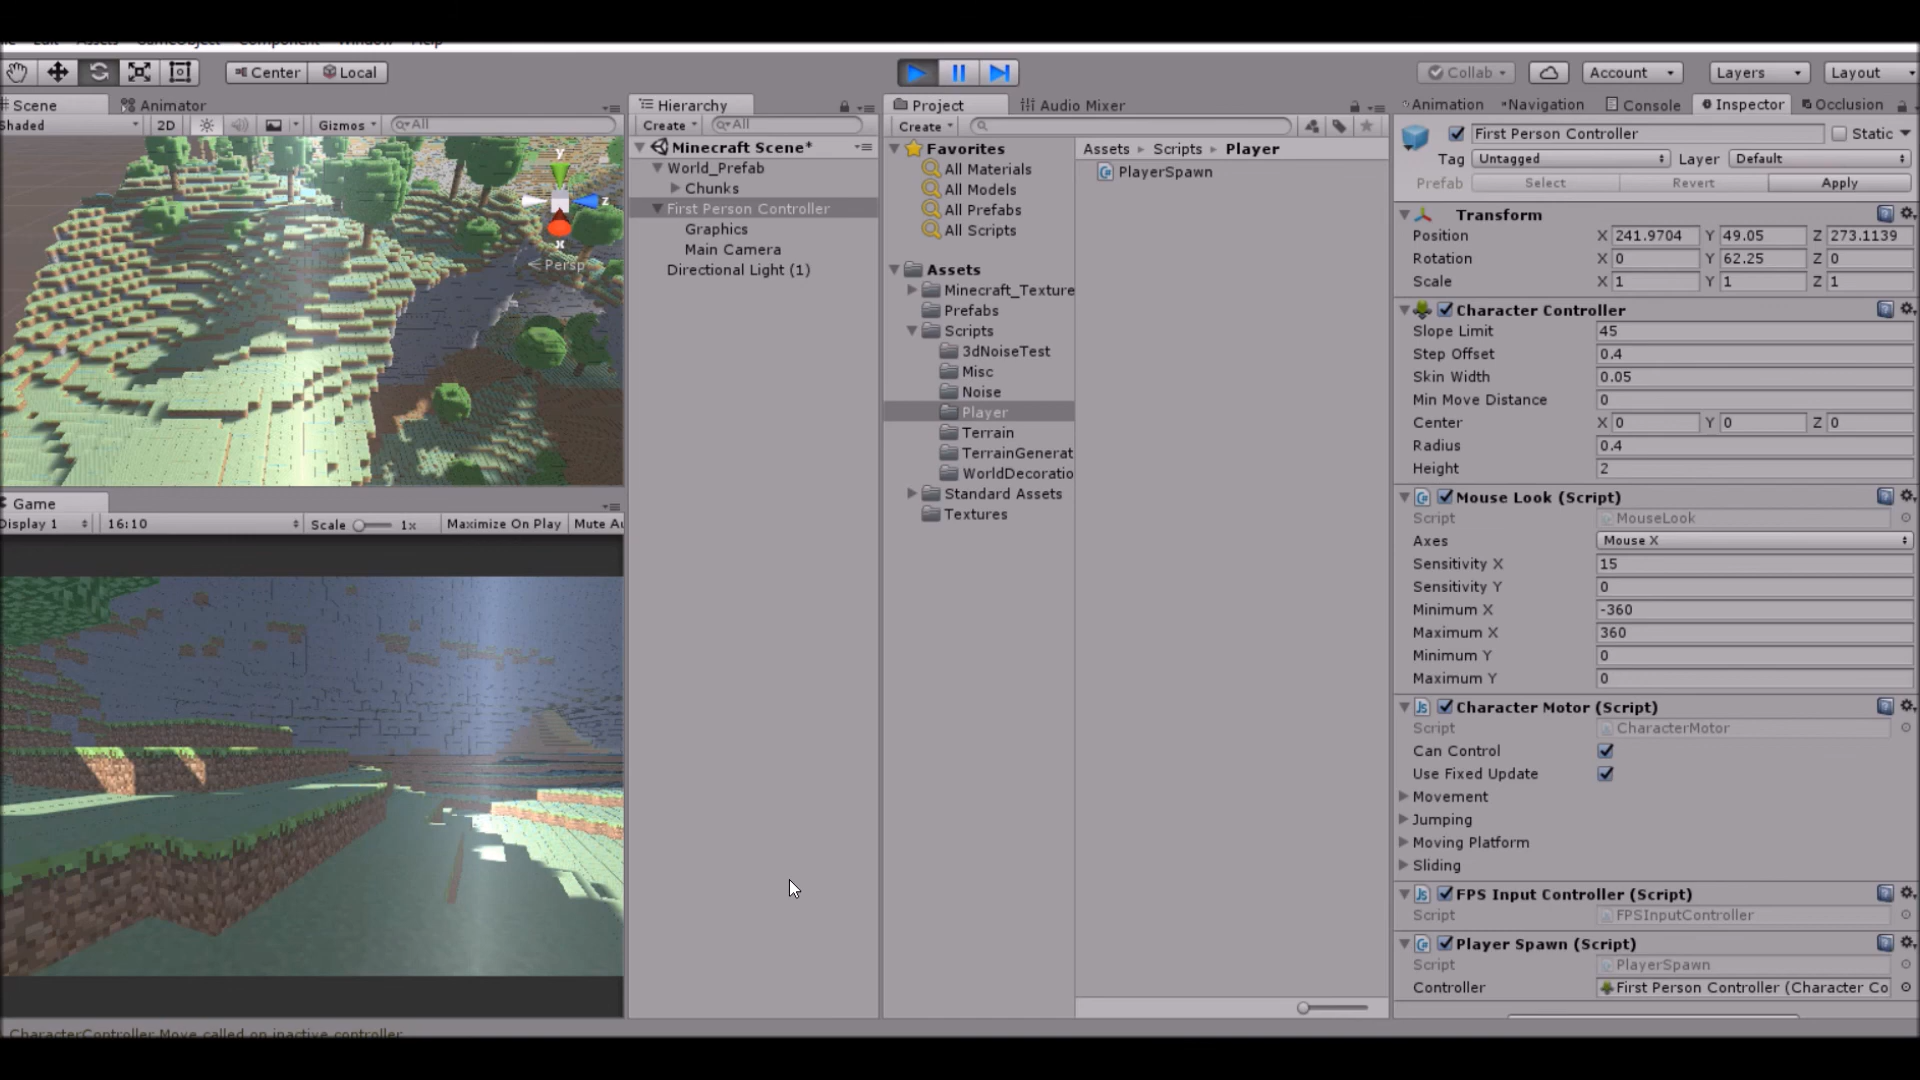 Edit Assets GameObject Component Window Help
Center Local
Collab Account Layers Layout
Scene Animator
Shaded 2D Gizmos All
Persp
y
z
x
Game
Display 1 16:10 Scale 1x Maximize On Play Mute Au
Hierarchy
Create All
Minecraft Scene*
World_Prefab
Chunks
First Person Controller
Graphics
Main Camera
Directional Light (1)
Project Audio Mixer
Create
Favorites
All Materials
All Models
All Prefabs
All Scripts
Assets
Minecraft_Texture
Prefabs
Scripts
3dNoiseTest
Misc
Noise
Player
Terrain
TerrainGenerat
WorldDecoratio
Standard Assets
Textures
Assets Scripts Player
PlayerSpawn
Animation Navigation Console Inspector Occlusion
First Person Controller Static
Tag Untagged Layer Default
Prefab Select Revert Apply
Transform
Position X 241.9704 Y 49.05 Z 273.1139
Rotation X 0 Y 62.25 Z 0
Scale X 1 Y 1 Z 1
Character Controller
Slope Limit 45
Step Offset 0.4
Skin Width 0.05
Min Move Distance 0
Center X 0 Y 0 Z 0
Radius 0.4
Height 2
Mouse Look (Script)
Script MouseLook
Axes Mouse X
Sensitivity X 15
Sensitivity Y 0
Minimum X -360
Maximum X 360
Minimum Y 0
Maximum Y 0
Character Motor (Script)
Script CharacterMotor
Can Control
Use Fixed Update
Movement
Jumping
Moving Platform
Sliding
FPS Input Controller (Script)
Script FPSInputController
Player Spawn (Script)
Script PlayerSpawn
Controller First Person Controller (Character Co
CharacterController.Move called on inactive controller